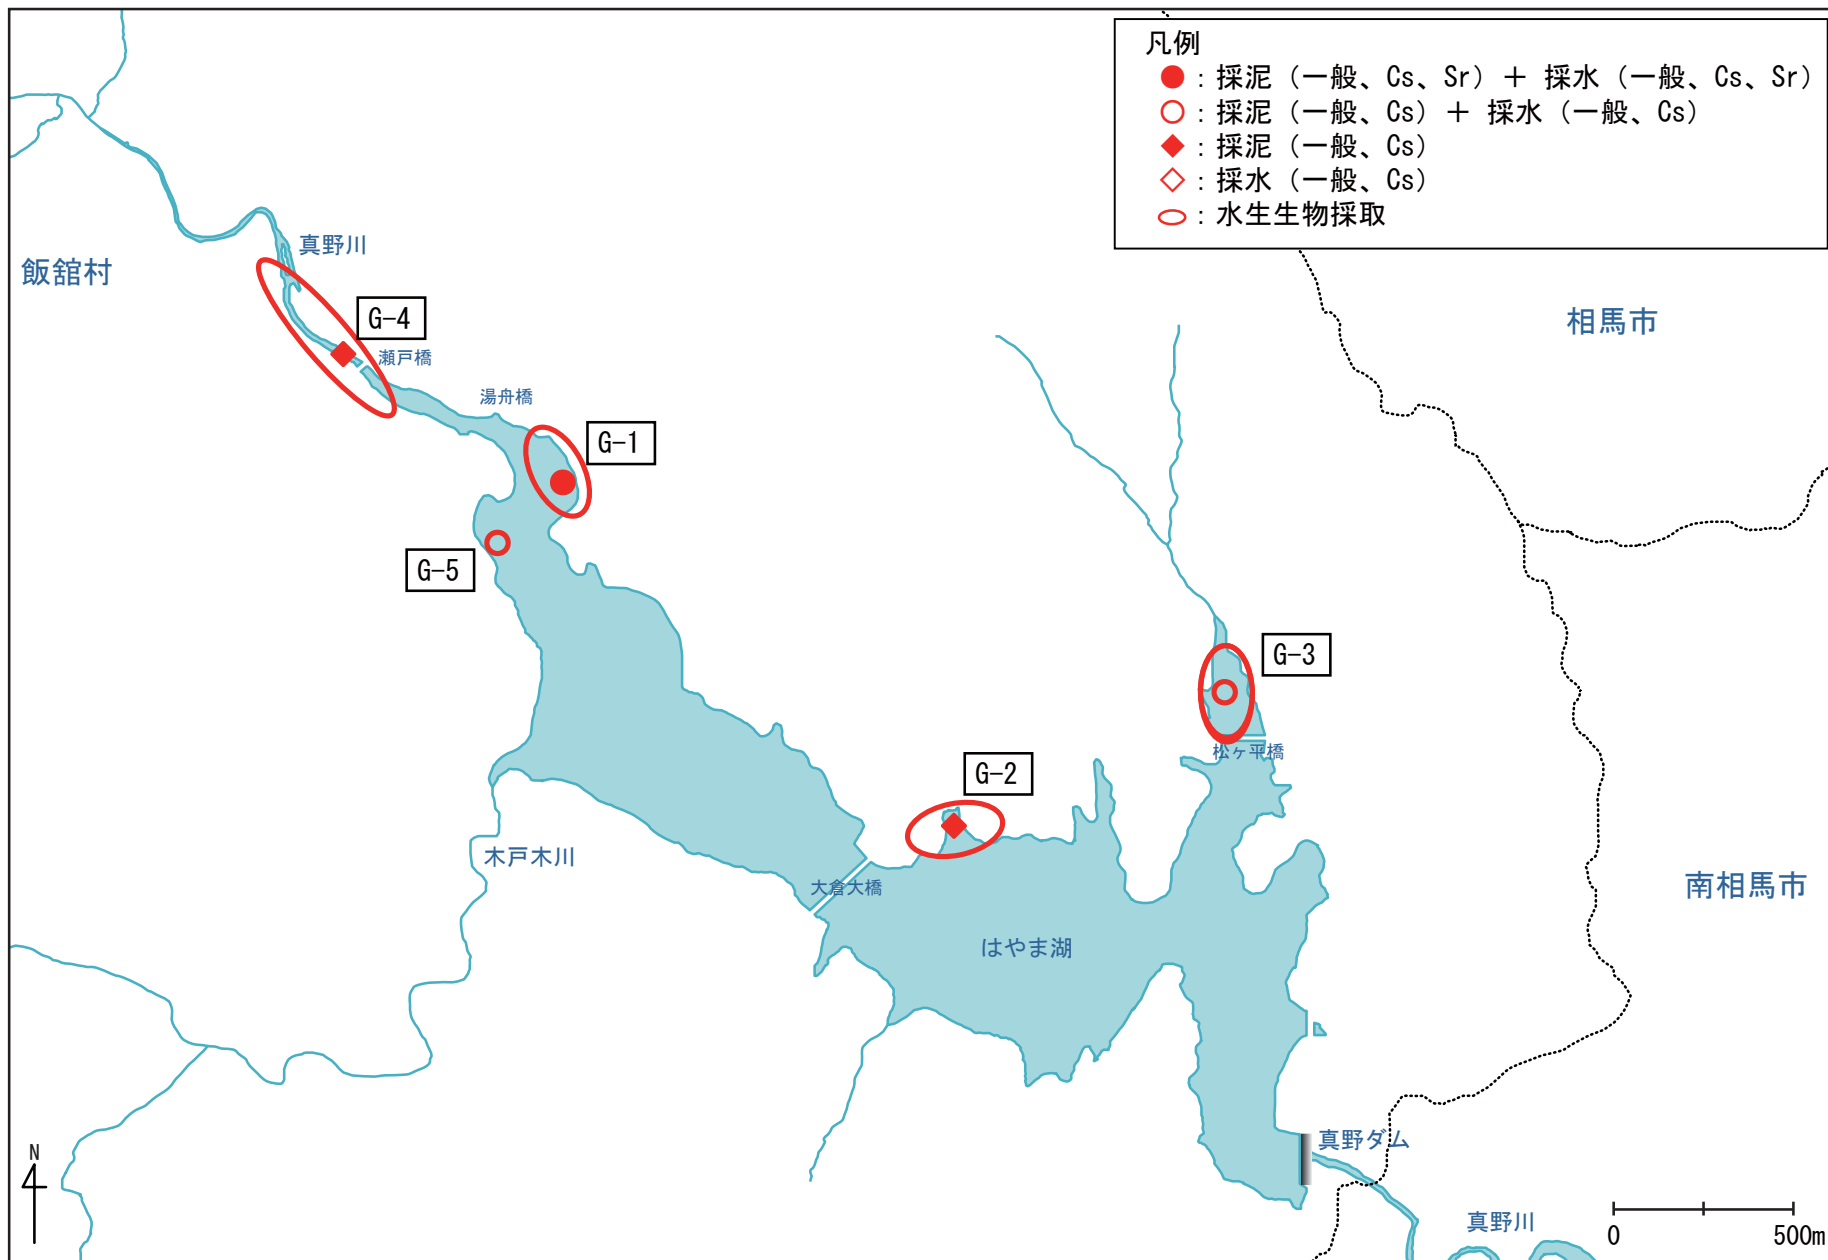 凡例
：採泥（一般、Cs、Sr）＋ 採水（一般、Cs、Sr）
：採泥（一般、Cs）＋ 採水（一般、Cs）
：採泥（一般、Cs）
：採水（一般、Cs）
：水生生物採取
真野川
飯舘村
G-4
相馬市
瀬戸橋
湯舟橋
G-1
G-5
G-3
松ヶ平橋
G-2
木戸木川
大倉大橋
南相馬市
はやま湖
真野ダム
N
真野川
0 500m